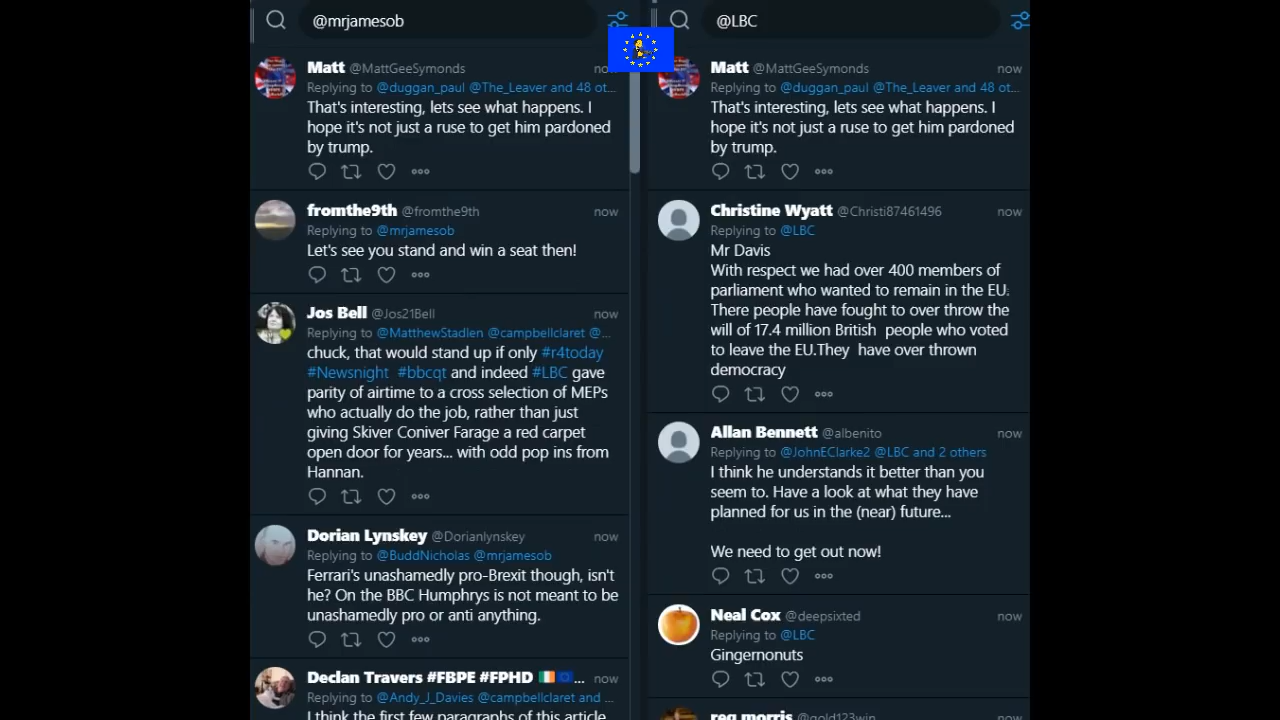 @mrjamesob
Matt @MattGeeSymonds now
Replying to @duggan_paul @The_Leaver and 48 ot...
That's interesting, lets see what happens. I
hope it's not just a ruse to get him pardoned
by trump.
fromthe9th @fromthe9th now
Replying to @mrjamesob
Let's see you stand and win a seat then!
Jos Bell @Jos21Bell now
Replying to @MatthewStadlen @campbellclaret @...
chuck, that would stand up if only #r4today
#Newsnight #bbcqt and indeed #LBC gave
parity of airtime to a cross selection of MEPs
who actually do the job, rather than just
giving Skiver Coniver Farage a red carpet
open door for years... with odd pop ins from
Hannan.
Dorian Lynskey @Dorianlynskey now
Replying to @BuddNicholas @mrjamesob
Ferrari's unashamedly pro-Brexit though, isn't
he? On the BBC Humphrys is not meant to be
unashamedly pro or anti anything.
Declan Travers #FBPE #FPHD ... now
Replying to @Andy_J_Davies @campbellclaret and ...
I think the first few paragraphs of this article
@LBC
Matt @MattGeeSymonds now
Replying to @duggan_paul @The_Leaver and 48 ot...
That's interesting, lets see what happens. I
hope it's not just a ruse to get him pardoned
by trump.
Christine Wyatt @Christi87461496 now
Replying to @LBC
Mr Davis
With respect we had over 400 members of
parliament who wanted to remain in the EU.
There people have fought to over throw the
will of 17.4 million British people who voted
to leave the EU.They have over thrown
democracy
Allan Bennett @albenito now
Replying to @JohnEClarke2 @LBC and 2 others
I think he understands it better than you
seem to. Have a look at what they have
planned for us in the (near) future...
We need to get out now!
Neal Cox @deepsixted now
Replying to @LBC
Gingernonuts
reg morris @gold123win now